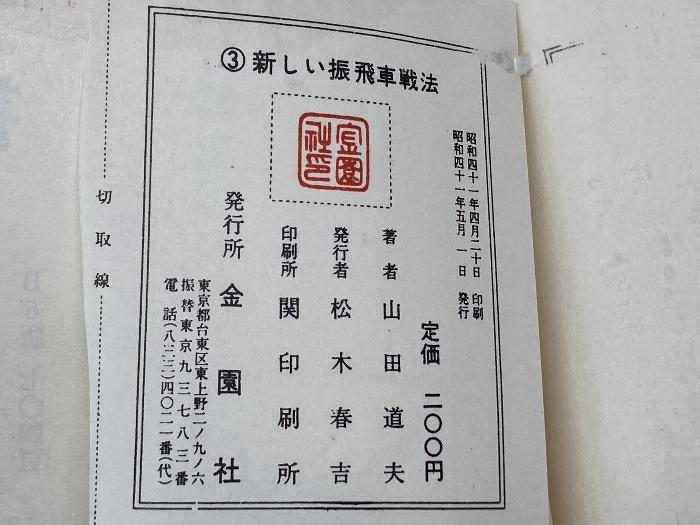 ③新しい振飛車戦法
昭和四十一年四月二十日　印刷
昭和四十一年五月一日　発行
定価　二〇〇円
著者　山田道夫
発行者　松木春吉
印刷所　関印刷所
発行所　金園社
東京都台東区東上野二ノ九ノ六
振替東京九三七八三番
電話(八三三)四〇二一番(代)
切取線